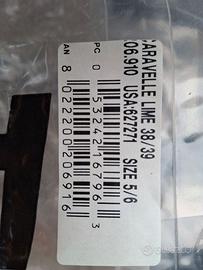 CARAVELLE LIME 38/39
06.910 USA:627271 SIZE 5/6
PC 0 53242 16796 3
AN 8 022200 206916